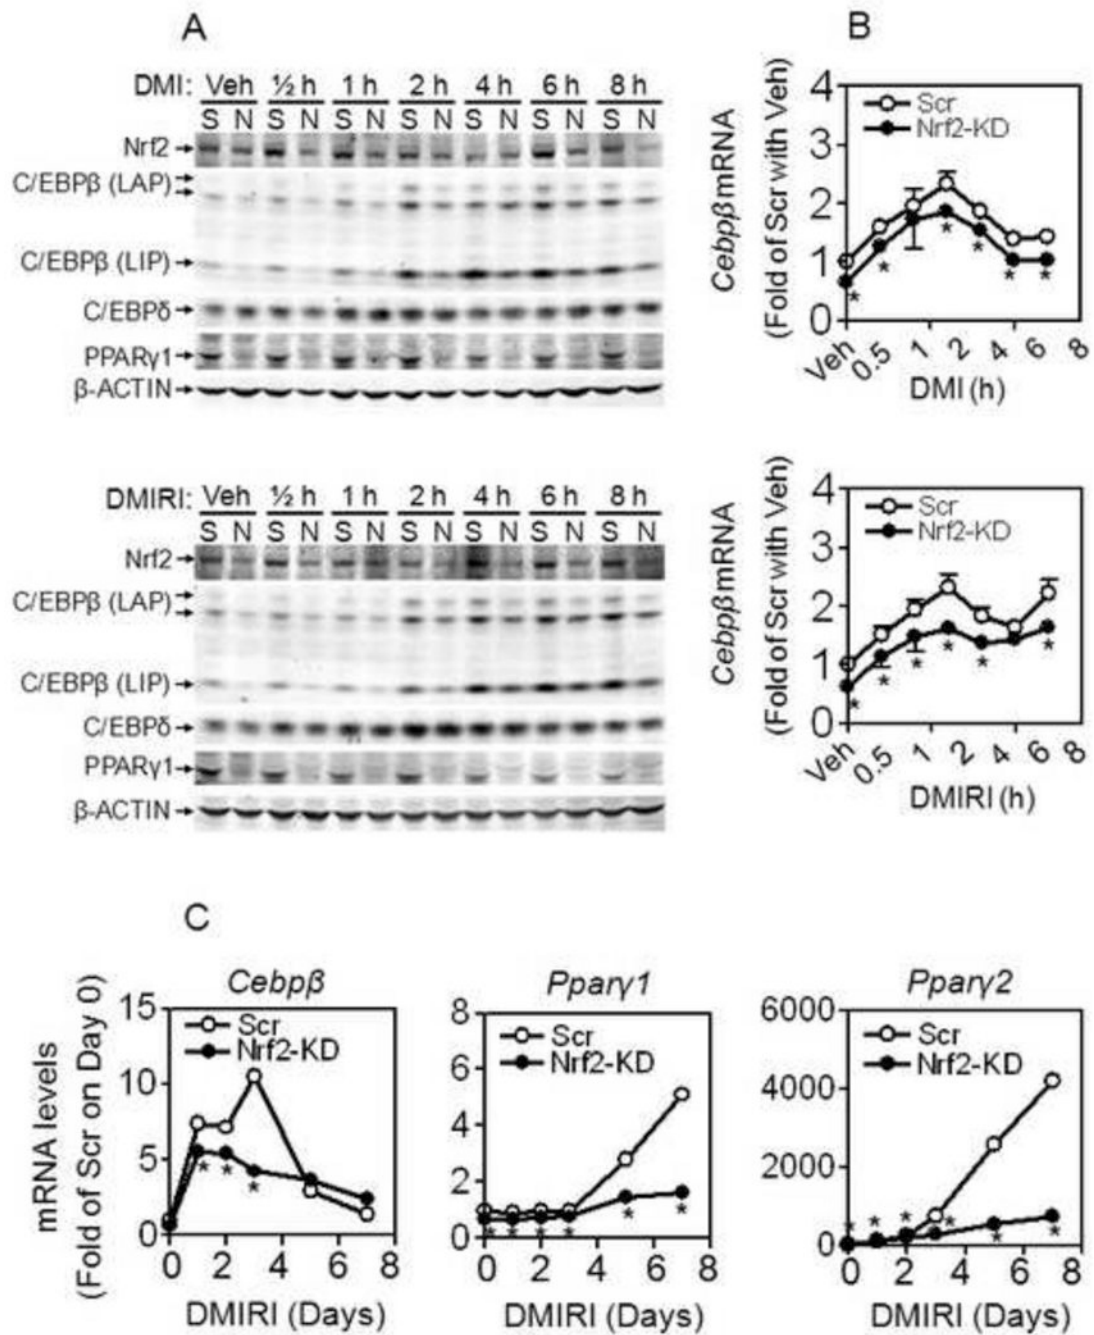 A
DMI: Veh ½ h 1 h 2 h 4 h 6 h 8 h
S N S N S N S N S N S N S N
Nrf2
C/EBPβ (LAP)
C/EBPβ (LIP)
C/EBPδ
PPARγ1
β-ACTIN
B
Cebpβ mRNA
(Fold of Scr with Veh)
4
3
2
1
0
Scr
Nrf2-KD
Veh 0.5 1 2 4 6 8
DMI (h)
DMIRI: Veh ½ h 1 h 2 h 4 h 6 h 8 h
S N S N S N S N S N S N S N
Nrf2
C/EBPβ (LAP)
C/EBPβ (LIP)
C/EBPδ
PPARγ1
β-ACTIN
Cebpβ mRNA
(Fold of Scr with Veh)
4
3
2
1
0
Scr
Nrf2-KD
* * * * * *
Veh 0.5 1 2 4 6 8
DMIRI (h)
C
mRNA levels
(Fold of Scr on Day 0)
Cebpβ
15
10
5
0
Scr
Nrf2-KD
* * *
0 2 4 6 8
DMIRI (Days)
Pparγ1
8
6
4
2
0
Scr
Nrf2-KD
* * * * * *
0 2 4 6 8
DMIRI (Days)
Pparγ2
6000
4000
2000
0
Scr
Nrf2-KD
* * * * * *
0 2 4 6 8
DMIRI (Days)